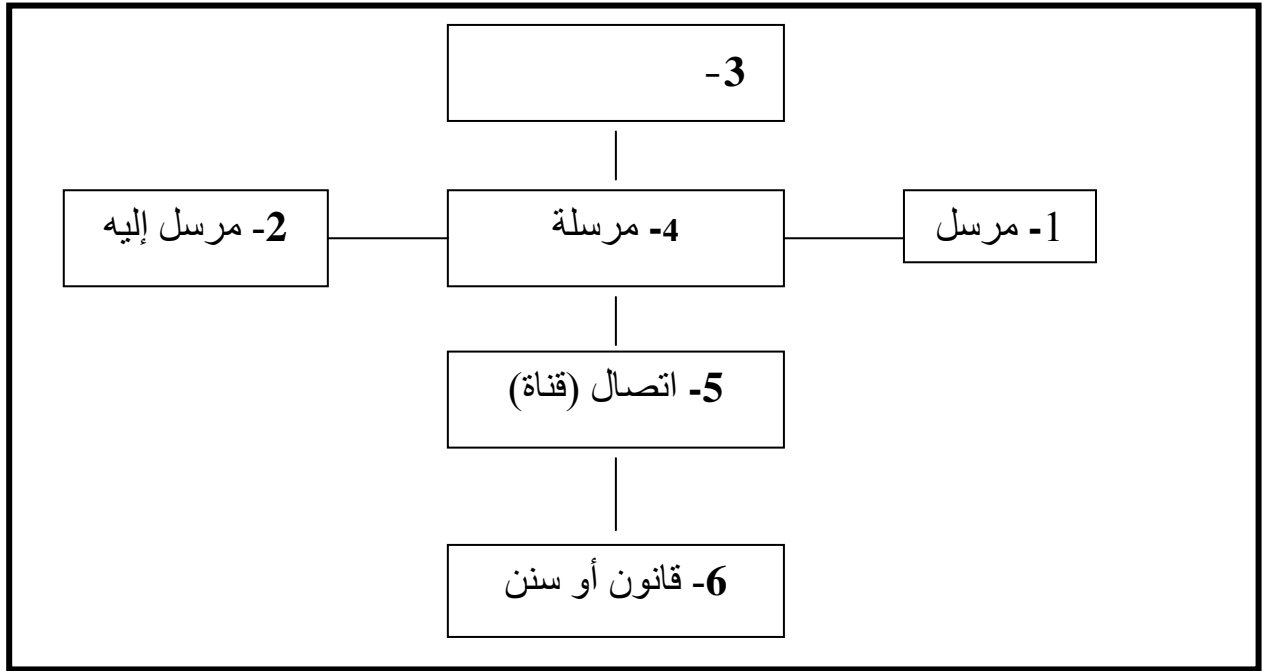 3-
1- مرسل
4- مرسلة
2- مرسل إليه
5- اتصال (قناة)
6- قانون أو سنن